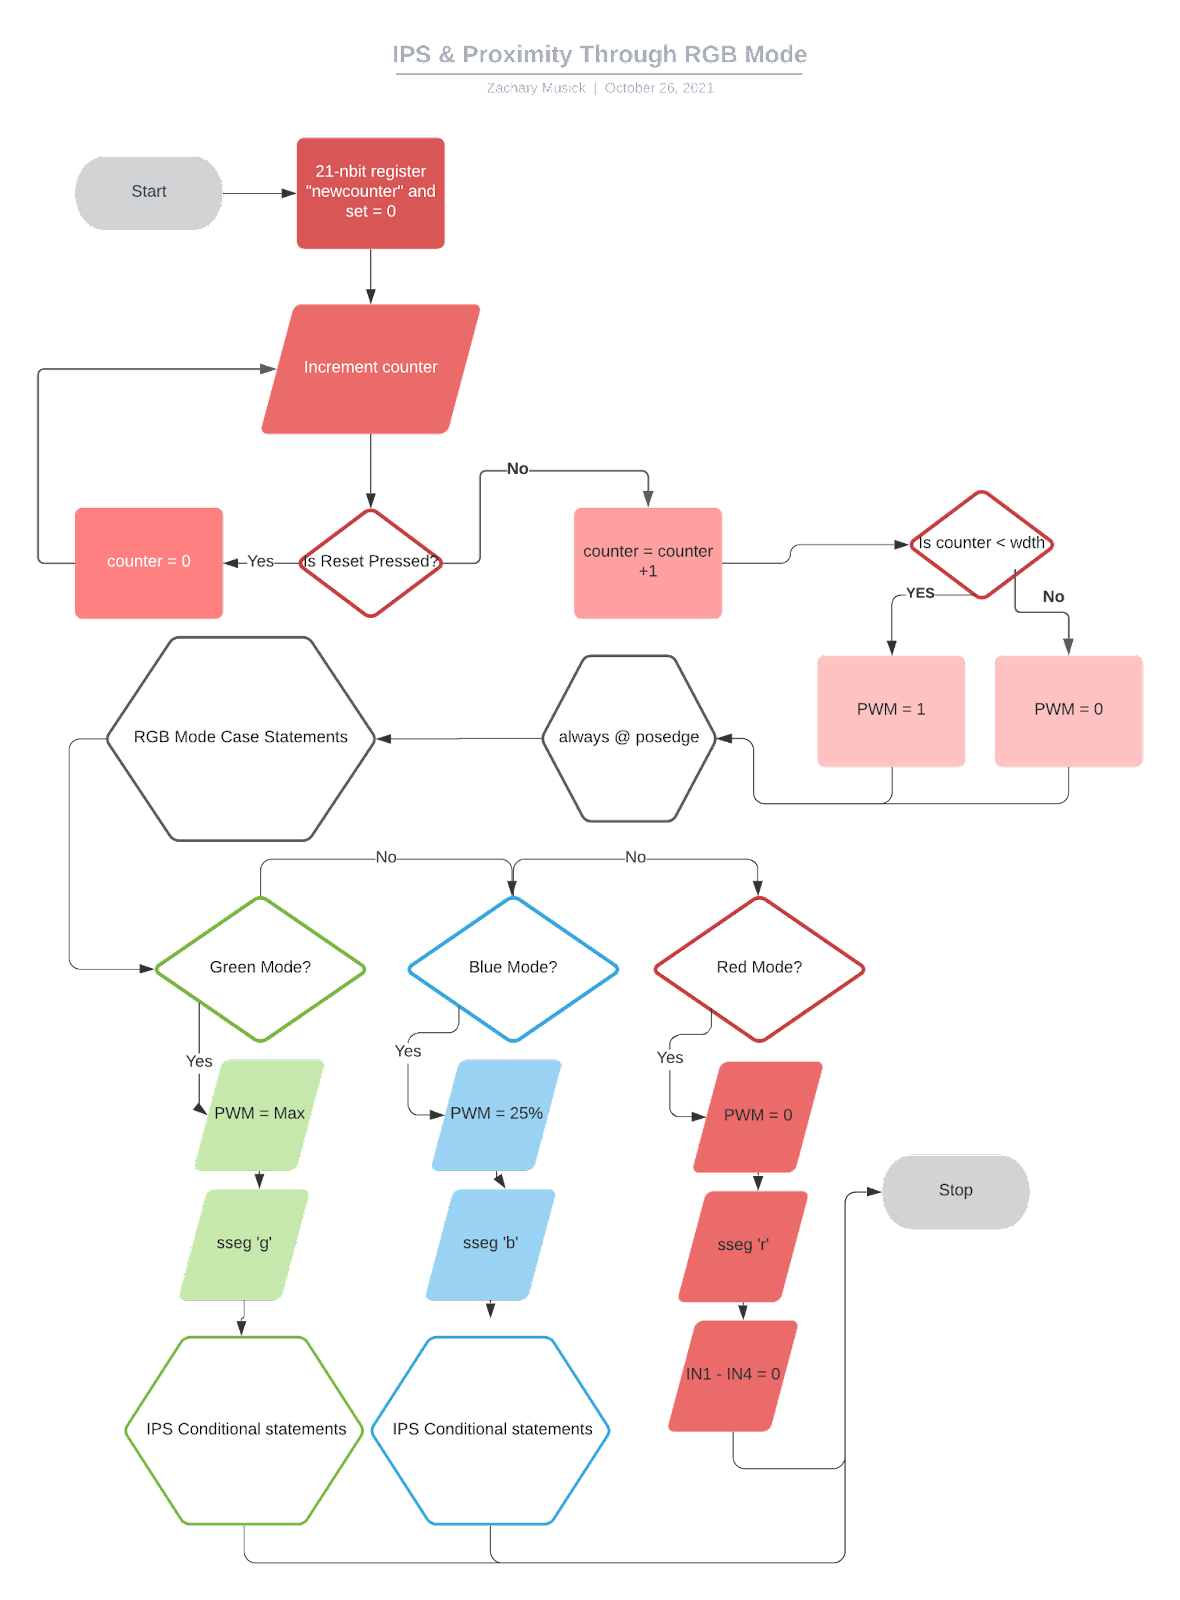 IPS & Proximity Through RGB Mode
Zachary Musick | October 26, 2021
Start
21-nbit register
"newcounter" and
set = 0
Increment counter
No
counter = 0
Yes
Is Reset Pressed?
counter = counter
+1
Is counter < wdth
YES
No
PWM = 1
PWM = 0
RGB Mode Case Statements
always @ posedge
No
No
Green Mode?
Blue Mode?
Red Mode?
Yes
Yes
Yes
PWM = Max
PWM = 25%
PWM = 0
Stop
sseg 'g'
sseg 'b'
sseg 'r'
IN1 - IN4 = 0
IPS Conditional statements
IPS Conditional statements